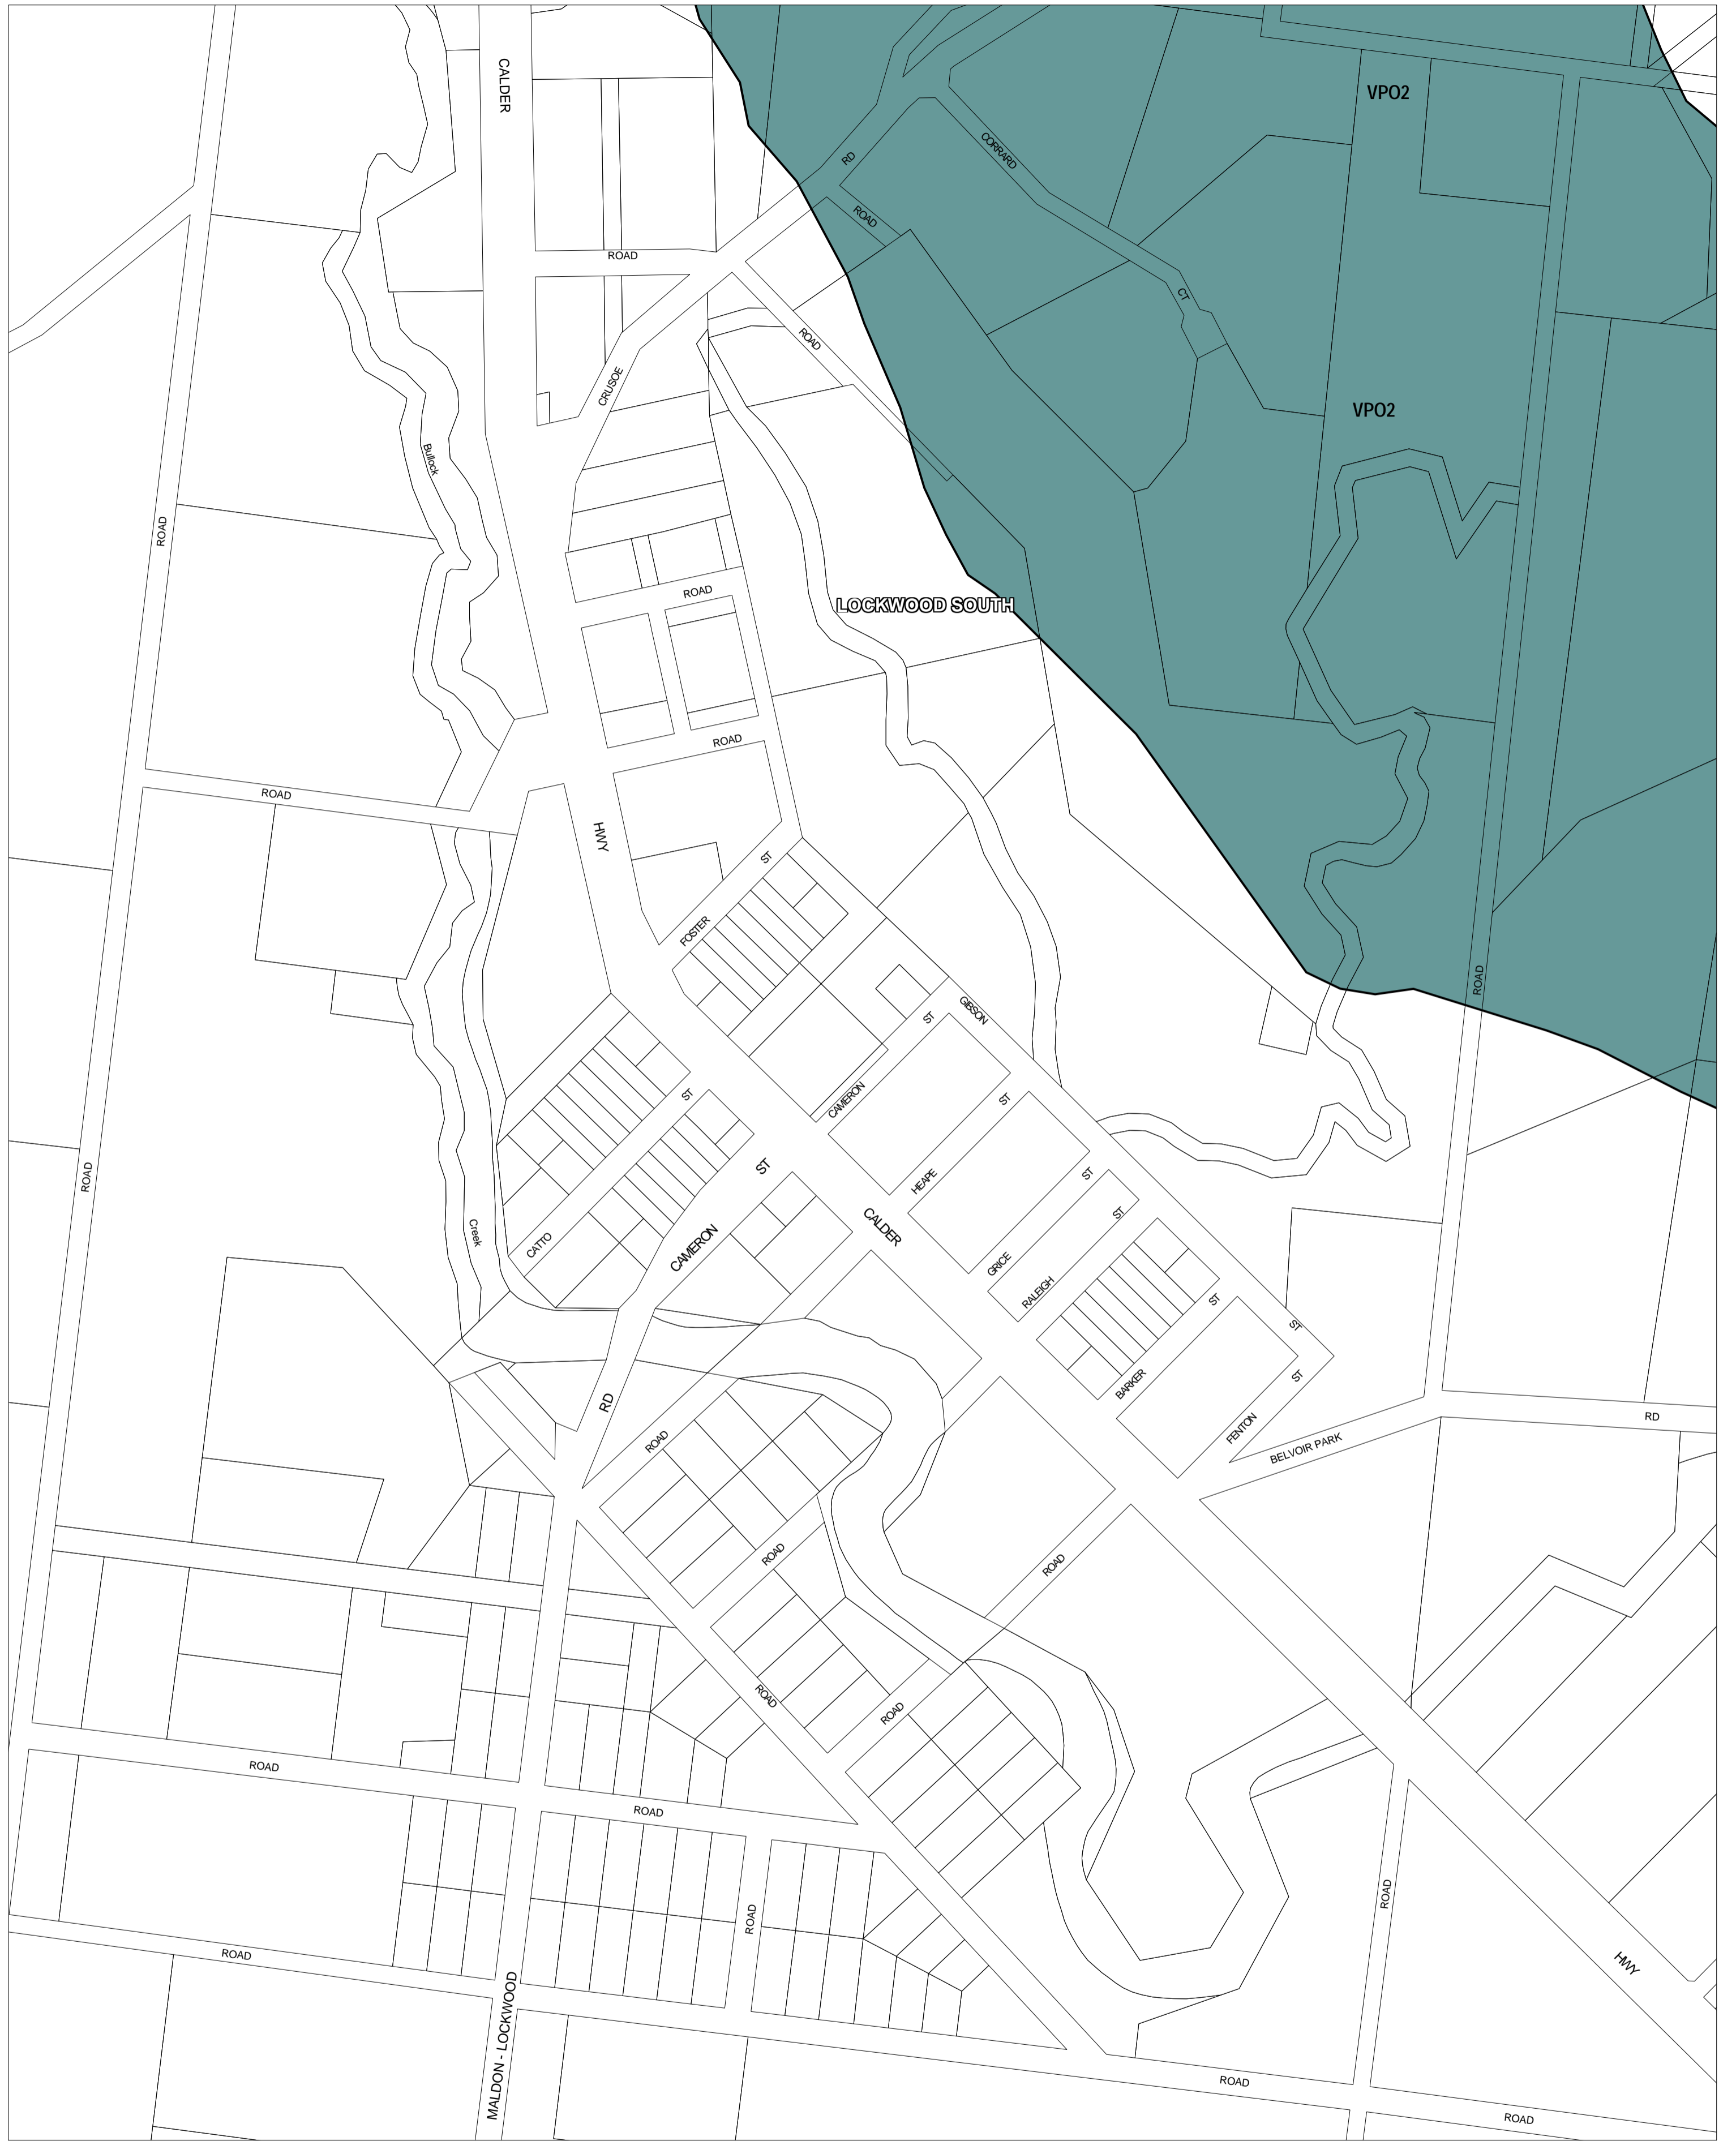 CALDER
VPO2
CORRARD
RD
ROAD
ROAD
CT
ROAD
CRUSOE
VPO2
Bullock
ROAD
ROAD
LOCKWOOD SOUTH
ROAD
ROAD
HWY
ST
FOSTER
ROAD
GIBSON
ST
CAMERON
ST
ST
ROAD
ST
ST
HEAPE
ST
CALDER
Creek
CATTO
CAMERON
GRICE
RALEIGH
ST
ST
BARKER
ST
RD
RD
FENTON
BELVOIR PARK
ROAD
ROAD
ROAD
ROAD
ROAD
ROAD
ROAD
ROAD
ROAD
ROAD
HWY
MALDON - LOCKWOOD
ROAD
ROAD